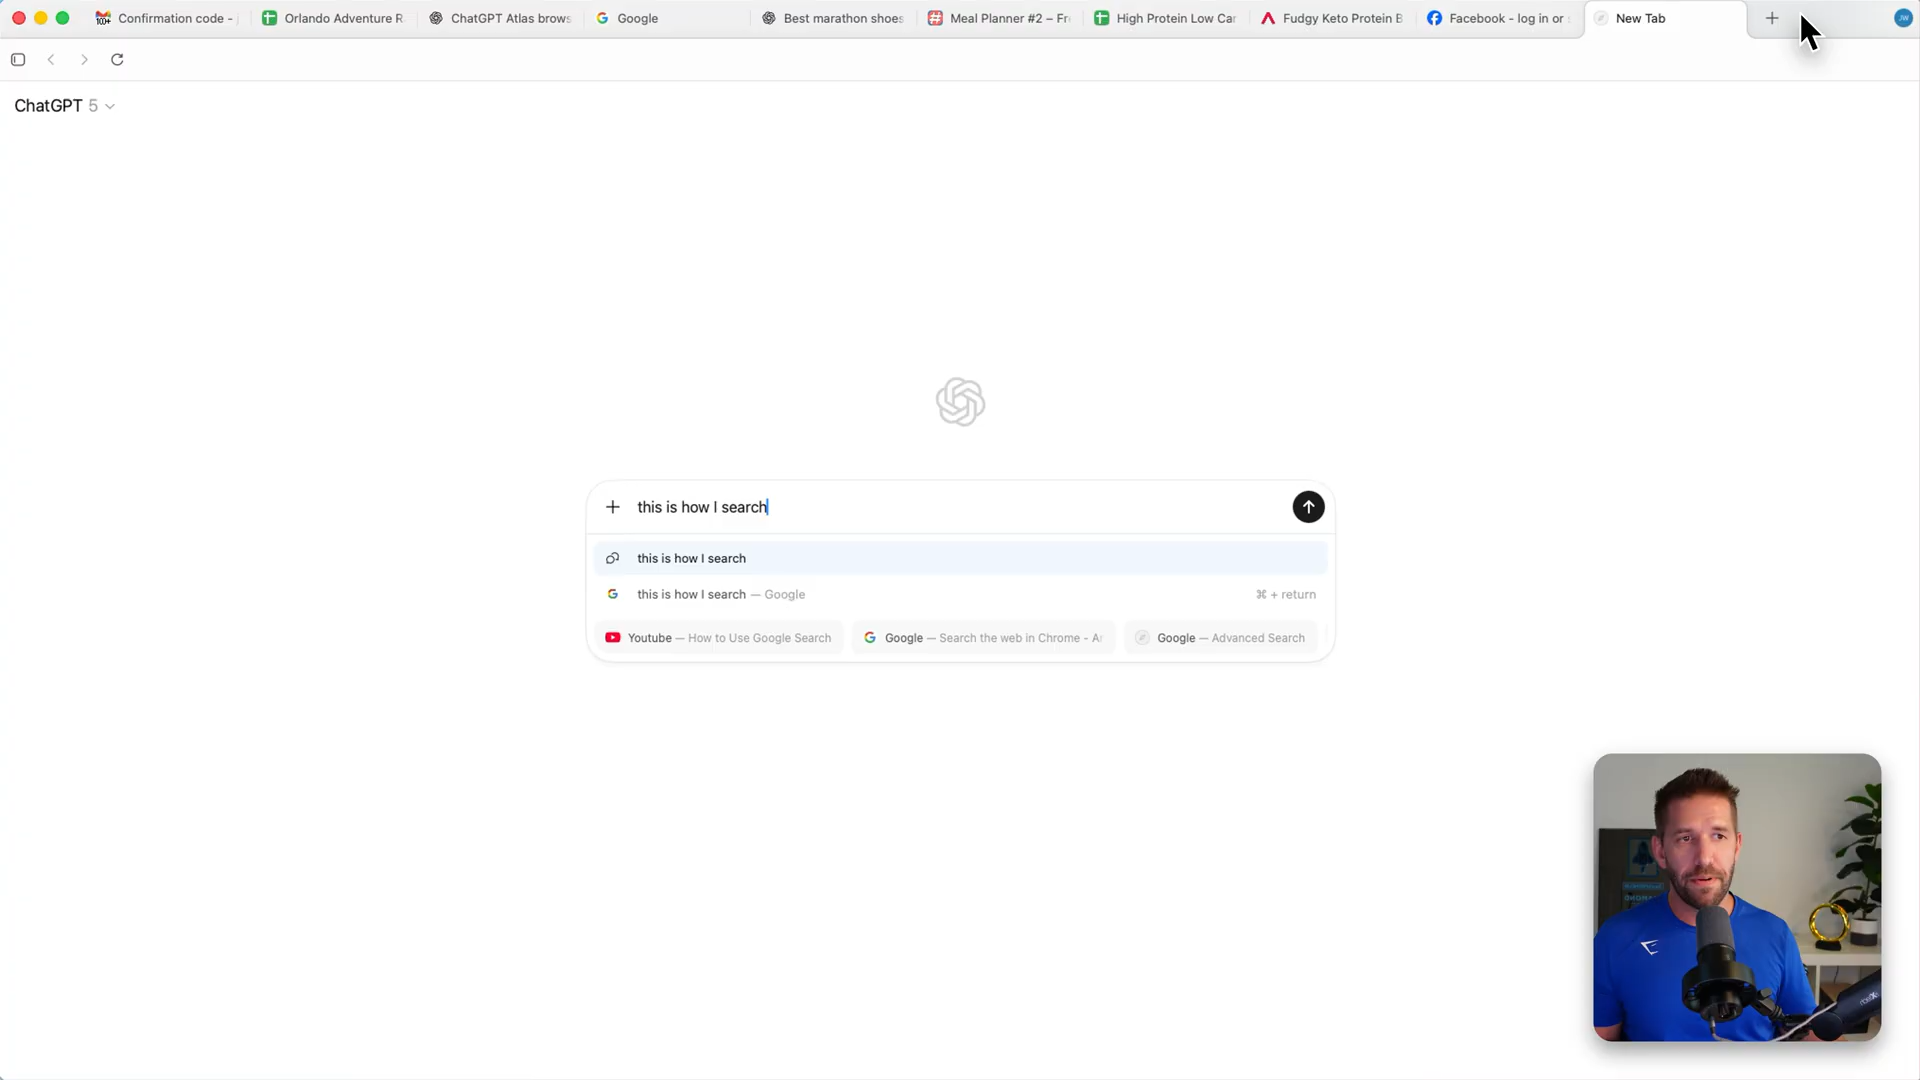 Confirmation code -
Orlando Adventure R
ChatGPT Atlas brows
Google
Best marathon shoes
Meal Planner #2 – Fr
High Protein Low Car
Fudgy Keto Protein B
Facebook - log in or
New Tab
JW
ChatGPT 5
this is how I search
this is how I search
this is how I search — Google
⌘ + return
Youtube — How to Use Google Search
Google — Search the web in Chrome - A
Google — Advanced Search